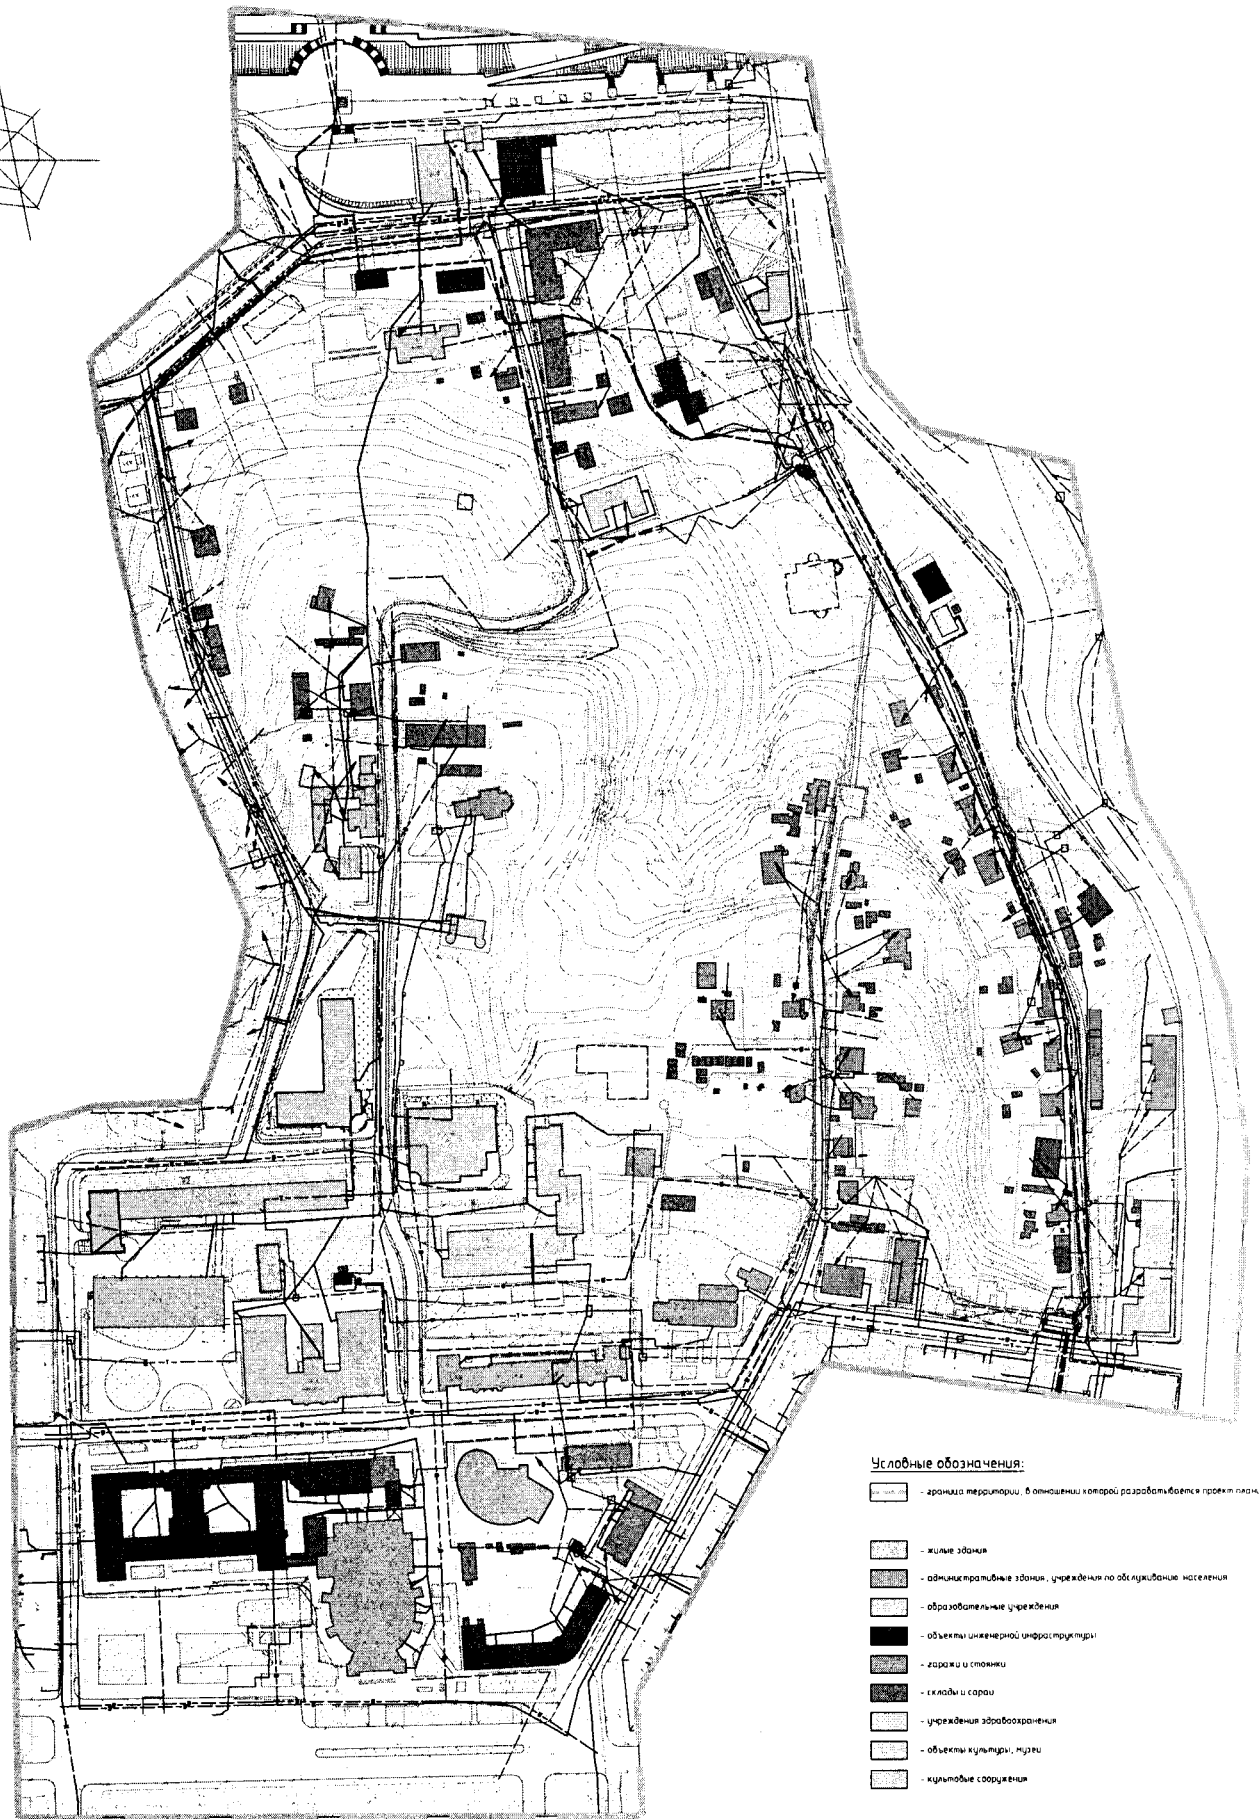 Условные обозначения:
- граница территории, в отношении которой разрабатывается проект план
- жилые здания
- административные здания, учреждения по обслуживанию населения
- образовательные учреждения
- объекты инженерной инфраструктуры
- гаражи и стоянки
- склады и сараи
- учреждения здравоохранения
- объекты культуры, музеи
- культовые сооружения